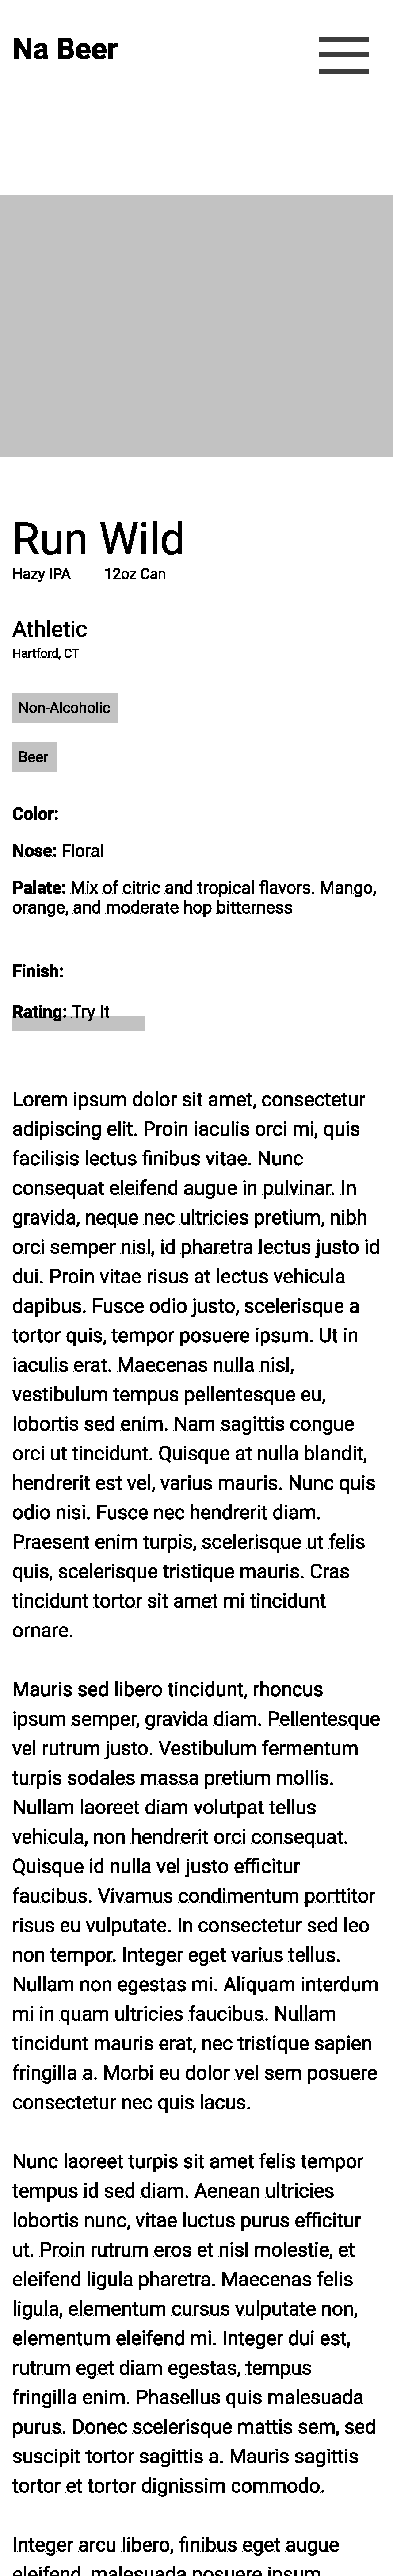 Na Beer
Run Wild
Hazy IPA 12oz Can
Athletic
Hartford, CT
Non-Alcoholic
Beer
Color:
Nose: Floral
Palate: Mix of citric and tropical flavors. Mango,
orange, and moderate hop bitterness
Finish:
Rating: Try It
Lorem ipsum dolor sit amet, consectetur
adipiscing elit. Proin iaculis orci mi, quis
facilisis lectus finibus vitae. Nunc
consequat eleifend augue in pulvinar. In
gravida, neque nec ultricies pretium, nibh
orci semper nisl, id pharetra lectus justo id
dui. Proin vitae risus at lectus vehicula
dapibus. Fusce odio justo, scelerisque a
tortor quis, tempor posuere ipsum. Ut in
iaculis erat. Maecenas nulla nisl,
vestibulum tempus pellentesque eu,
lobortis sed enim. Nam sagittis congue
orci ut tincidunt. Quisque at nulla blandit,
hendrerit est vel, varius mauris. Nunc quis
odio nisi. Fusce nec hendrerit diam.
Praesent enim turpis, scelerisque ut felis
quis, scelerisque tristique mauris. Cras
tincidunt tortor sit amet mi tincidunt
ornare.
Mauris sed libero tincidunt, rhoncus
ipsum semper, gravida diam. Pellentesque
vel rutrum justo. Vestibulum fermentum
turpis sodales massa pretium mollis.
Nullam laoreet diam volutpat tellus
vehicula, non hendrerit orci consequat.
Quisque id nulla vel justo efficitur
faucibus. Vivamus condimentum porttitor
risus eu vulputate. In consectetur sed leo
non tempor. Integer eget varius tellus.
Nullam non egestas mi. Aliquam interdum
mi in quam ultricies faucibus. Nullam
tincidunt mauris erat, nec tristique sapien
fringilla a. Morbi eu dolor vel sem posuere
consectetur nec quis lacus.
Nunc laoreet turpis sit amet felis tempor
tempus id sed diam. Aenean ultricies
lobortis nunc, vitae luctus purus efficitur
ut. Proin rutrum eros et nisl molestie, et
eleifend ligula pharetra. Maecenas felis
ligula, elementum cursus vulputate non,
elementum eleifend mi. Integer dui est,
rutrum eget diam egestas, tempus
fringilla enim. Phasellus quis malesuada
purus. Donec scelerisque mattis sem, sed
suscipit tortor sagittis a. Mauris sagittis
tortor et tortor dignissim commodo.
Integer arcu libero, finibus eget augue
eleifend, malesuada posuere ipsum.